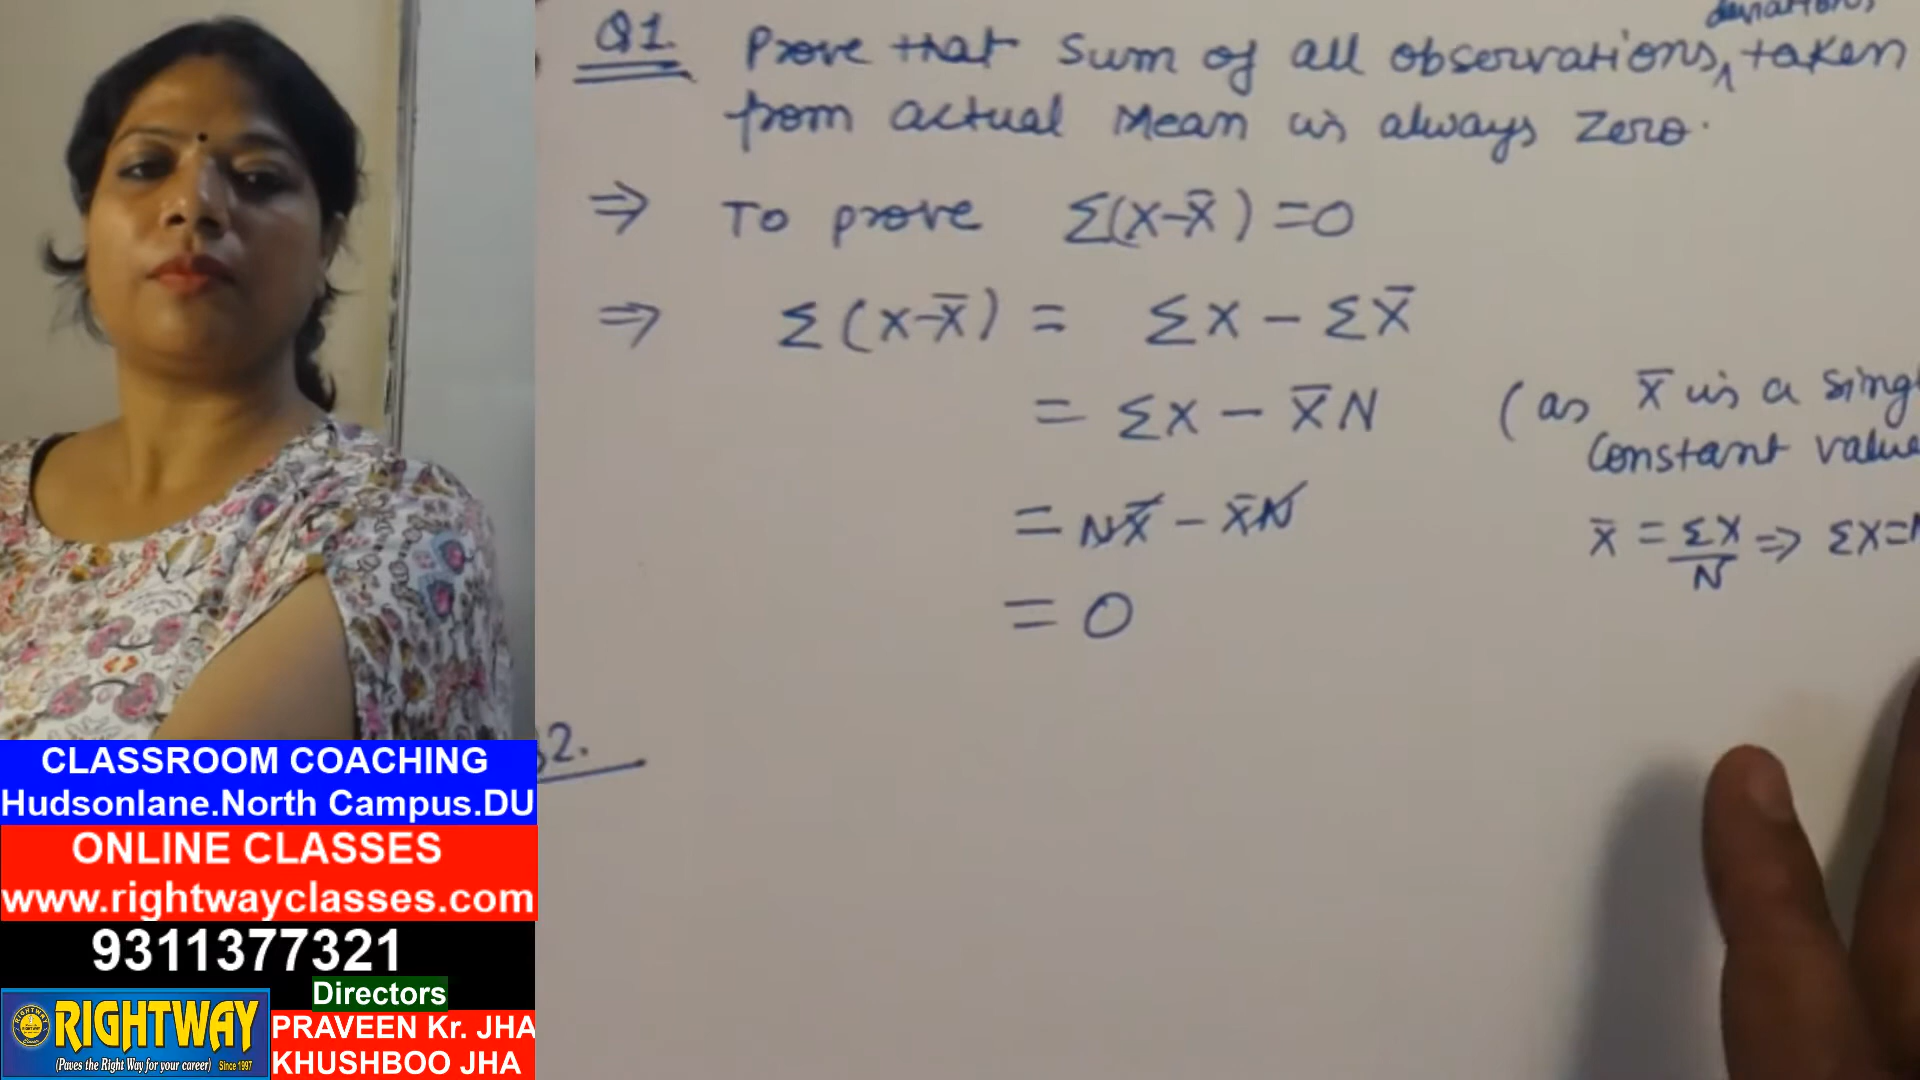 deviations
Q1. Prove that Sum of all observations, ∧ taken
from actual Mean is always Zero.
⇒ To prove Σ(X-X̄) = 0
⇒ Σ(X-X̄) = ΣX - ΣX̄
= ΣX - X̄N (as X̄ is a Singl
Constant value
= NX̄ - X̄N
X̄ = ΣX/N ⇒ ΣX=N
= 0
2.
CLASSROOM COACHING
Hudsonlane.North Campus.DU
ONLINE CLASSES
www.rightwayclasses.com
9311377321
Directors
PRAVEEN Kr. JHA
KHUSHBOO JHA
RIGHTWAY
(Paves the Right Way for your career) Since 1997